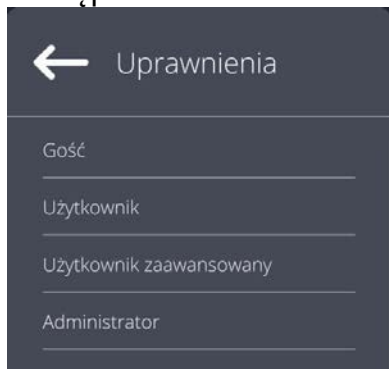 Uprawnienia
Gość
Użytkownik
Użytkownik zaawansowany
Administrator